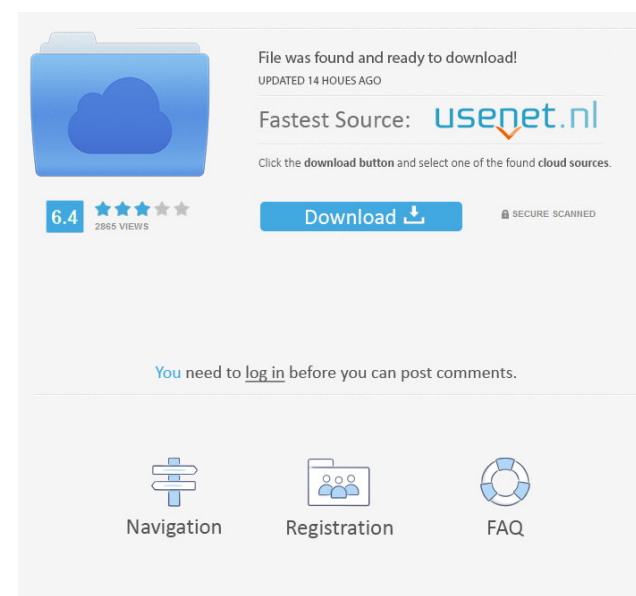 File was found and ready to download!
UPDATED 14 HOUES AGO
Fastest Source: usenet.nl
Click the download button and select one of the found cloud sources.
6.4
2865 VIEWS
Download
SECURE SCANNED
You need to log in before you can post comments.
Navigation
Registration
FAQ